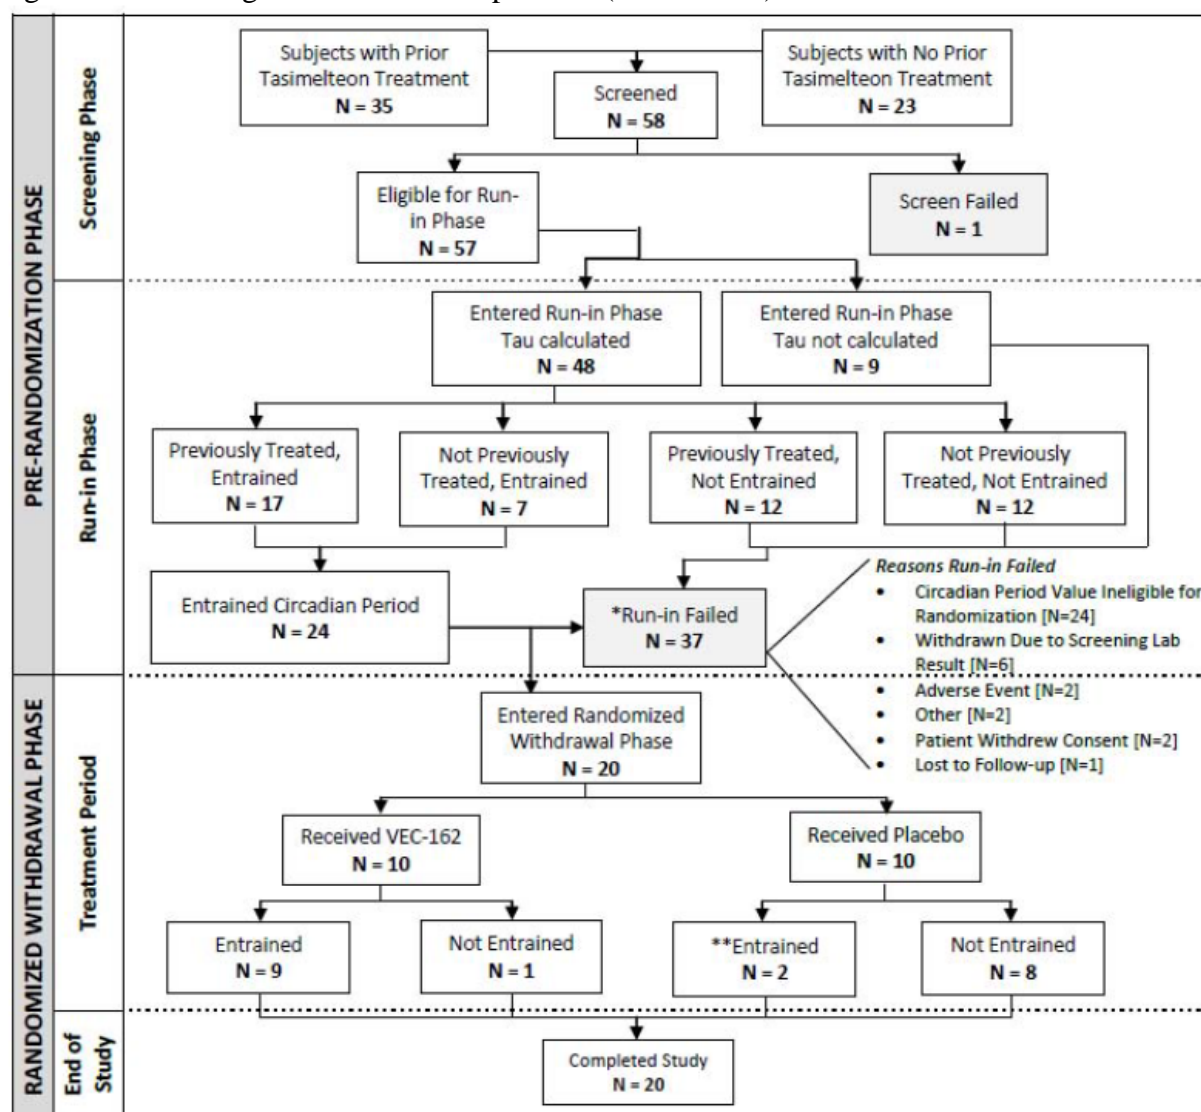 PRE-RANDOMIZATION PHASE
Screening Phase
Subjects with Prior
Tasimelteon Treatment
N = 35
Screened
N = 58
Subjects with No Prior
Tasimelteon Treatment
N = 23
Eligible for Run-
in Phase
N = 57
Screen Failed
N = 1
Run-in Phase
Entered Run-in Phase
Tau calculated
N = 48
Entered Run-in Phase
Tau not calculated
N = 9
Previously Treated,
Entrained
N = 17
Not Previously
Treated, Entrained
N = 7
Previously Treated,
Not Entrained
N = 12
Not Previously
Treated, Not Entrained
N = 12
Entrained Circadian Period
N = 24
*Run-in Failed
N = 37
Reasons Run-in Failed
• Circadian Period Value Ineligible for
Randomization [N=24]
• Withdrawn Due to Screening Lab
Result [N=6]
• Adverse Event [N=2]
• Other [N=2]
• Patient Withdrew Consent [N=2]
• Lost to Follow-up [N=1]
RANDOMIZED WITHDRAWAL PHASE
Treatment Period
Entered Randomized
Withdrawal Phase
N = 20
Received VEC-162
N = 10
Received Placebo
N = 10
Entrained
N = 9
Not Entrained
N = 1
**Entrained
N = 2
Not Entrained
N = 8
End of
Study
Completed Study
N = 20